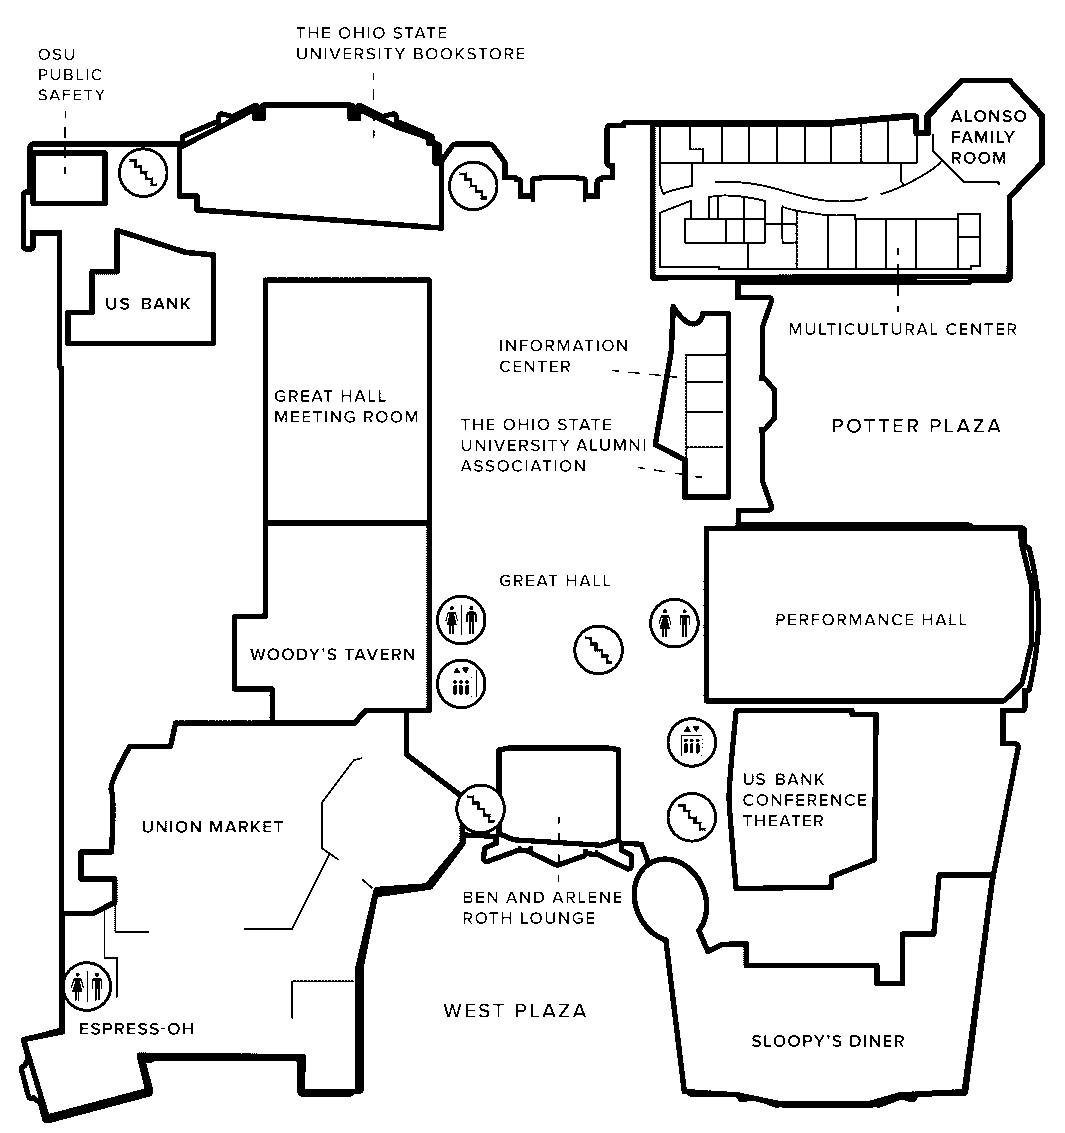 THE OHIO STATE
UNIVERSITY BOOKSTORE
OSU
PUBLIC
SAFETY
ALONSO
FAMILY
ROOM
US BANK
MULTICULTURAL CENTER
INFORMATION
CENTER
GREAT HALL
MEETING ROOM
THE OHIO STATE
UNIVERSITY ALUMNI
ASSOCIATION
POTTER PLAZA
GREAT HALL
PERFORMANCE HALL
WOODY'S TAVERN
US BANK
CONFERENCE
THEATER
UNION MARKET
BEN AND ARLENE
ROTH LOUNGE
WEST PLAZA
ESPRESS-OH
SLOOPY'S DINER